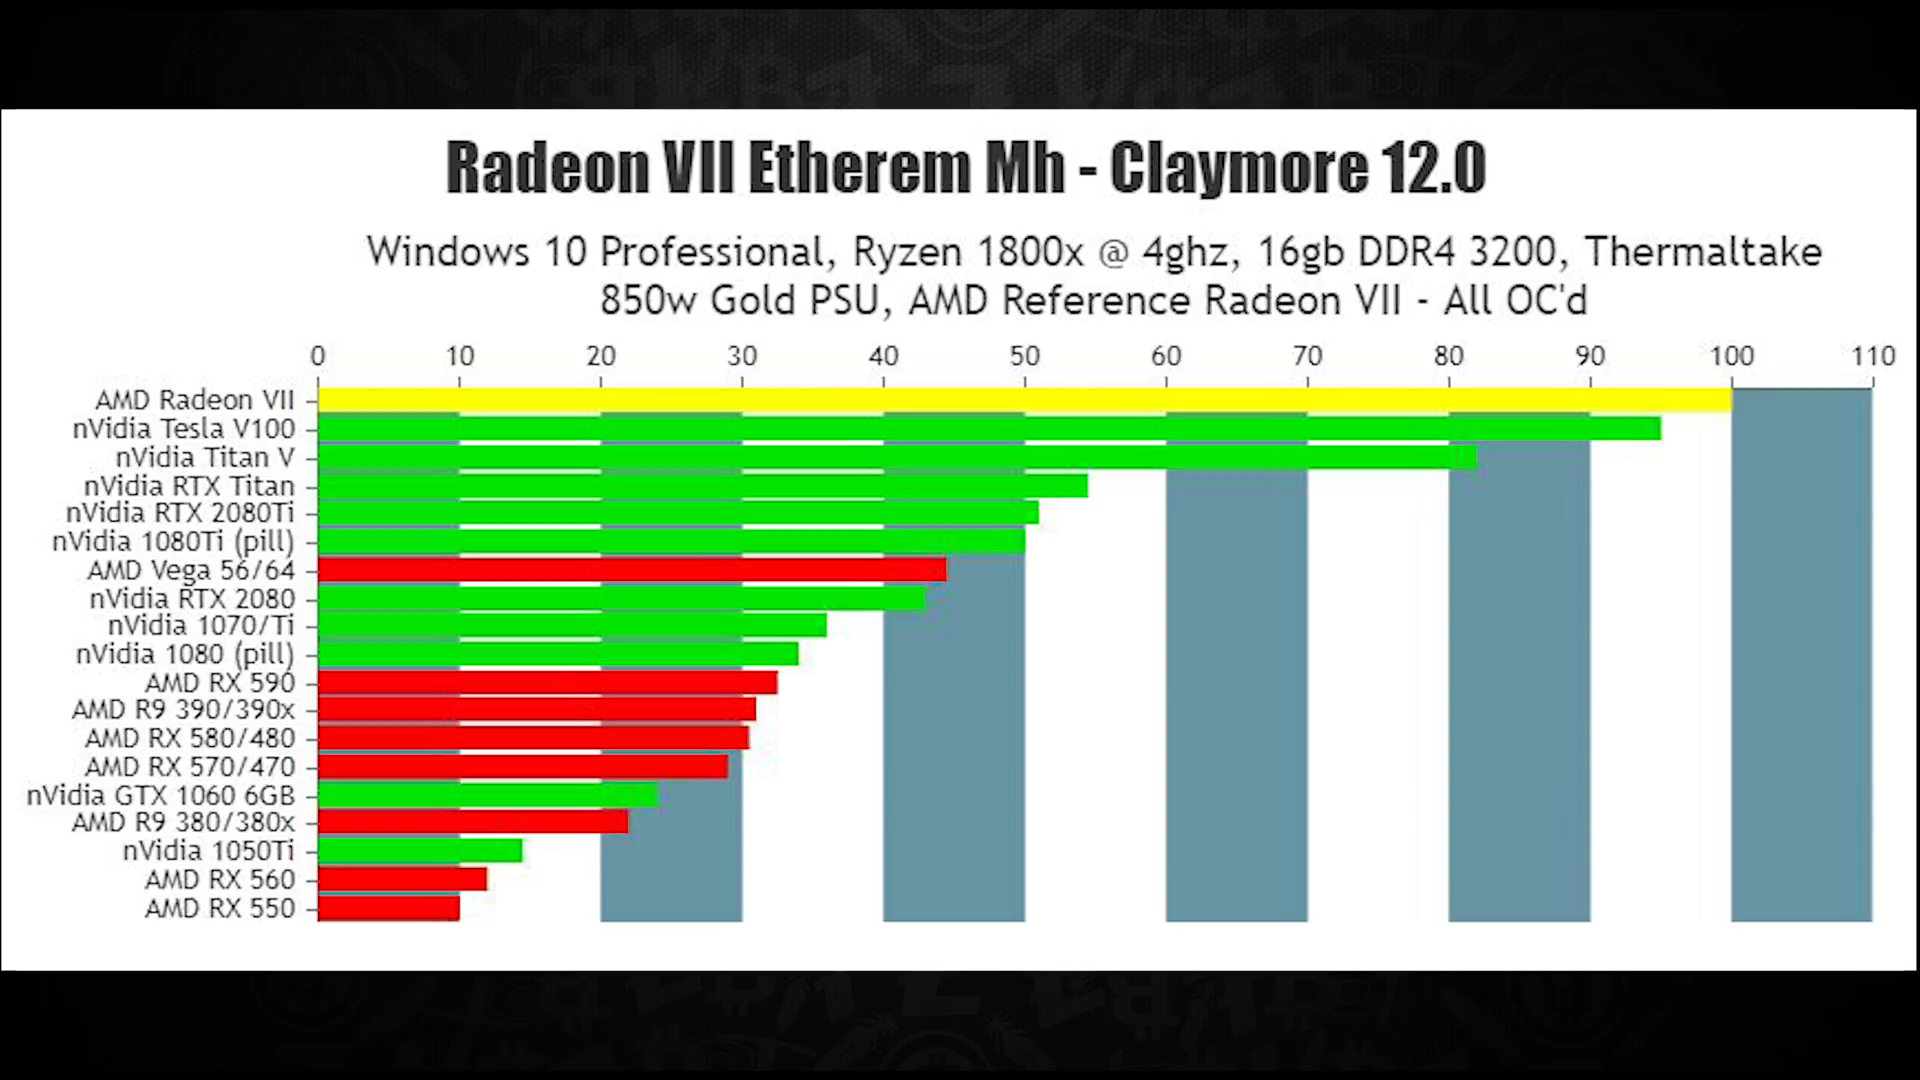 Radeon VII Etherem Mh - Claymore 12.0
Windows 10 Professional, Ryzen 1800x @ 4ghz, 16gb DDR4 3200, Thermaltake
850w Gold PSU, AMD Reference Radeon VII - All OC'd
0 10 20 30 40 50 60 70 80 90 100 110
AMD Radeon VII
nVidia Tesla V100
nVidia Titan V
nVidia RTX Titan
nVidia RTX 2080Ti
nVidia 1080Ti (pill)
AMD Vega 56/64
nVidia RTX 2080
nVidia 1070/Ti
nVidia 1080 (pill)
AMD RX 590
AMD R9 390/390x
AMD RX 580/480
AMD RX 570/470
nVidia GTX 1060 6GB
AMD R9 380/380x
nVidia 1050Ti
AMD RX 560
AMD RX 550